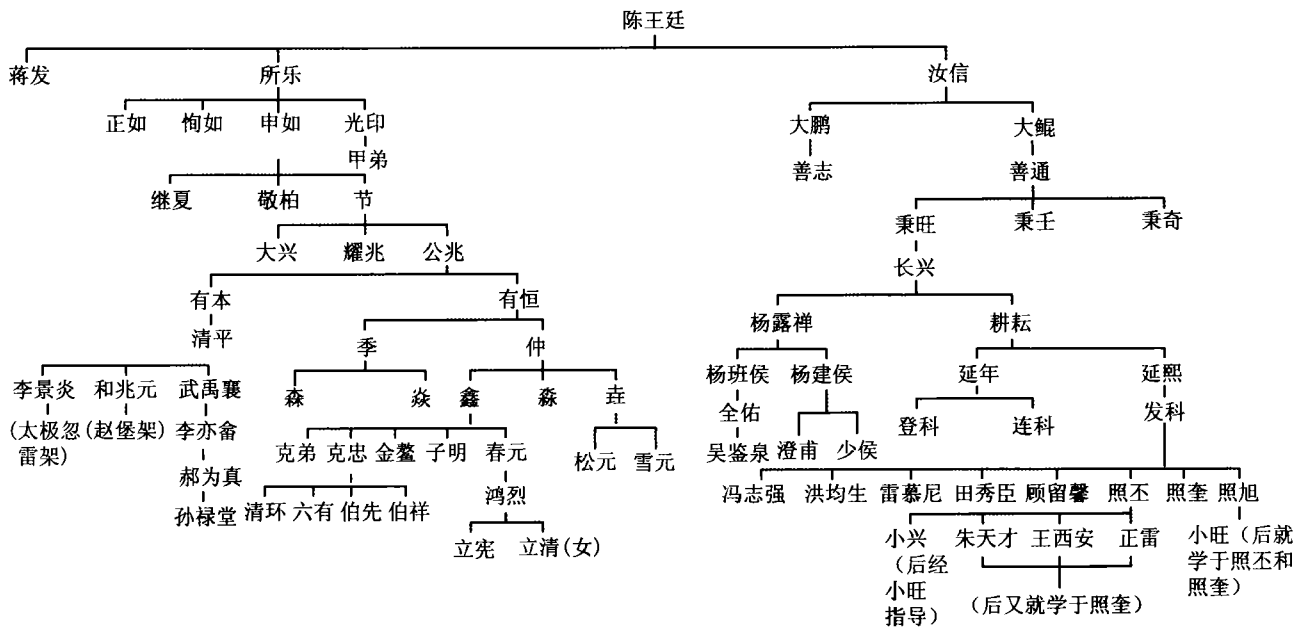 陈王廷
蒋发 所乐 汝信
正如 恂如 申如 光印 大鹏 大鲲
甲弟 善志 善通
继夏 敬柏 节 秉旺 秉壬 秉奇
大兴 耀兆 公兆 长兴
有本 有恒 杨露禅 耕耘
清平 季 仲 杨班侯 杨建侯 延年 延熙
李景炎 和兆元 武禹襄 森 焱 鑫 淼 垚 全佑 登科 连科 发科
(太极忽 (赵堡架) 李亦畬 克弟 克忠 金鳌 子明 春元 松元 雪元 吴鉴泉 澄甫 少侯
雷架)
郝为真 清环 六有 伯先 伯祥 鸿烈 冯志强 洪均生 雷慕尼 田秀臣 顾留馨 照丕 照奎 照旭
孙禄堂 立宪 立清(女) 小兴 朱天才 王西安 正雷 小旺（后就
（后经 学于照丕和
小旺 照奎）
指导） （后又就学于照奎）